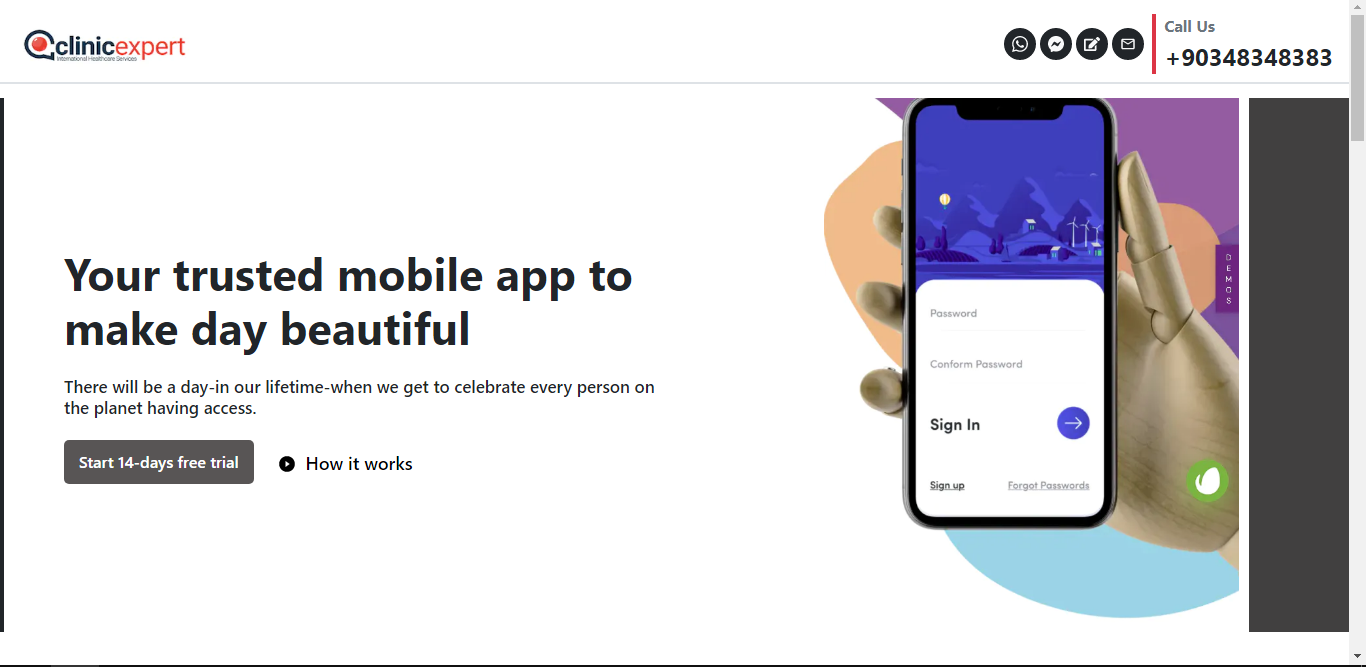 clinicexpert
International Healthcare Services
Call Us
+90348348383
Your trusted mobile app to
make day beautiful
There will be a day-in our lifetime-when we get to celebrate every person on
the planet having access.
Start 14-days free trial
How it works
Password
Conform Password
Sign In
Sign up
Forgot Passwords
DEMOS